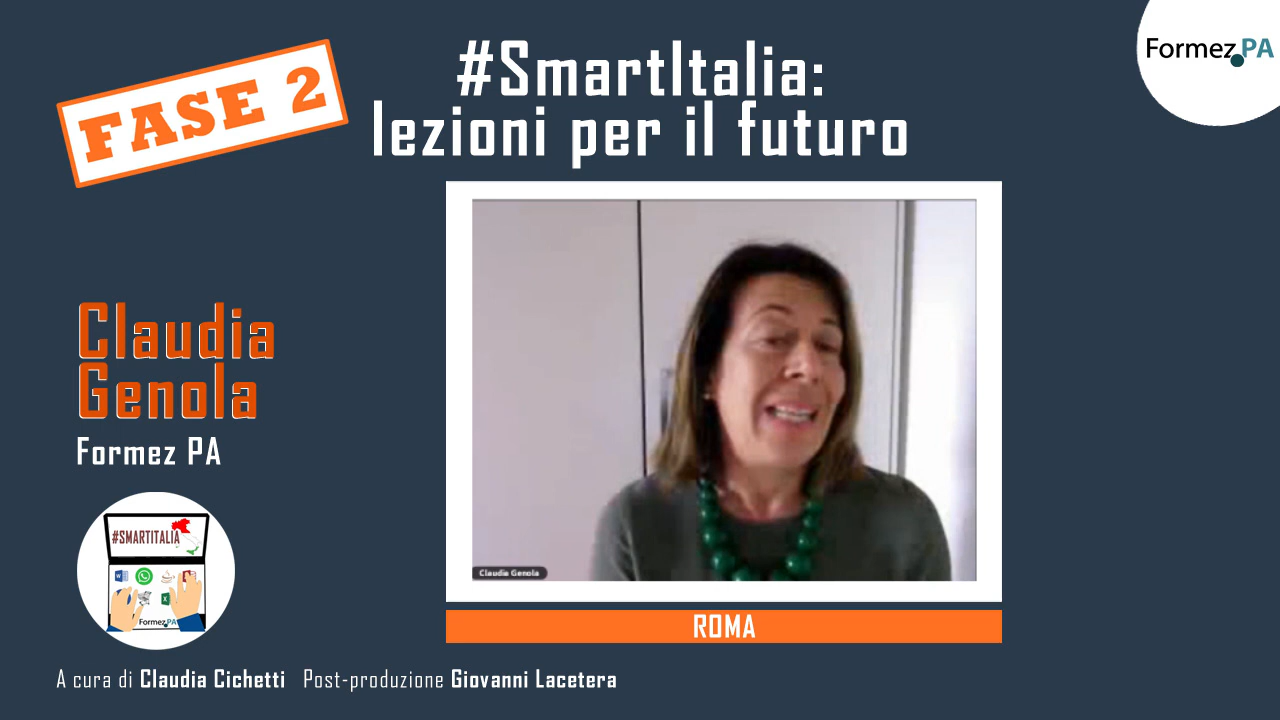 FASE 2
#SmartItalia:
lezioni per il futuro
Formez PA
Claudia
Genola
Formez PA
#SMARTITALIA
Formez PA
Claudia Genola
ROMA
A cura di Claudia Cichetti Post-produzione Giovanni Lacetera